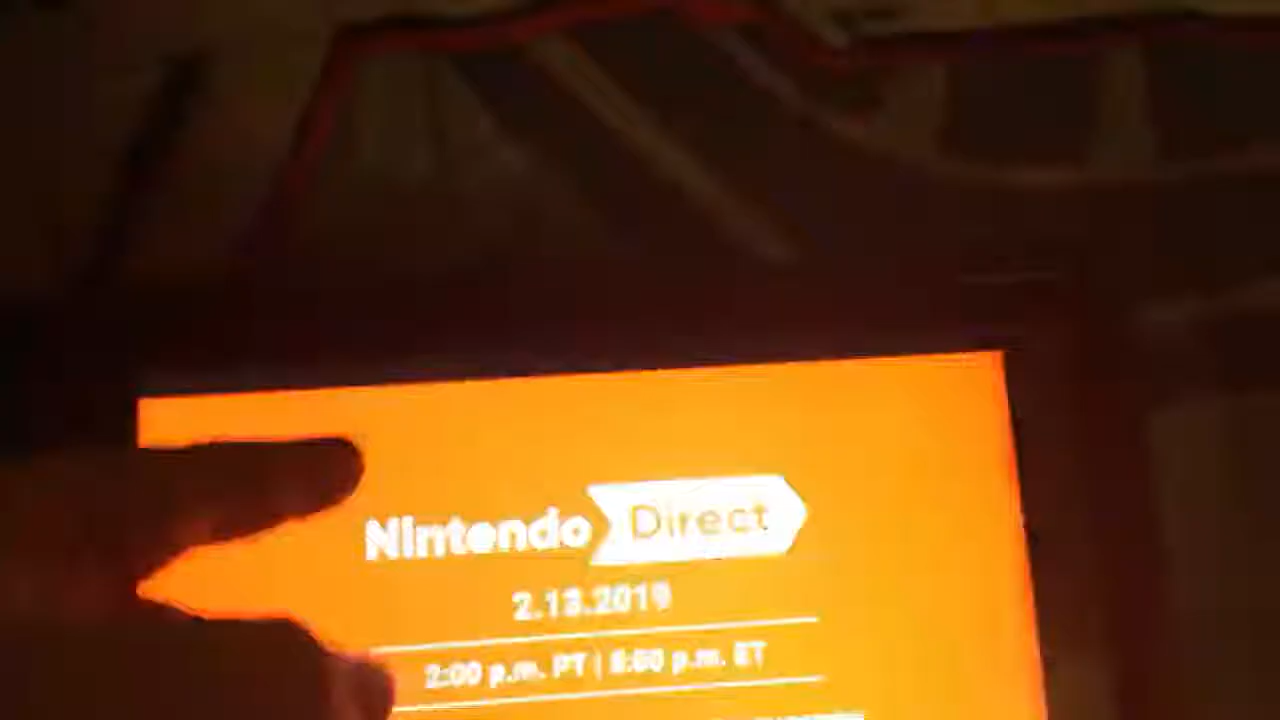 Nintendo Direct
2.13.2019
2:00 p.m. PT | 5:00 p.m. ET